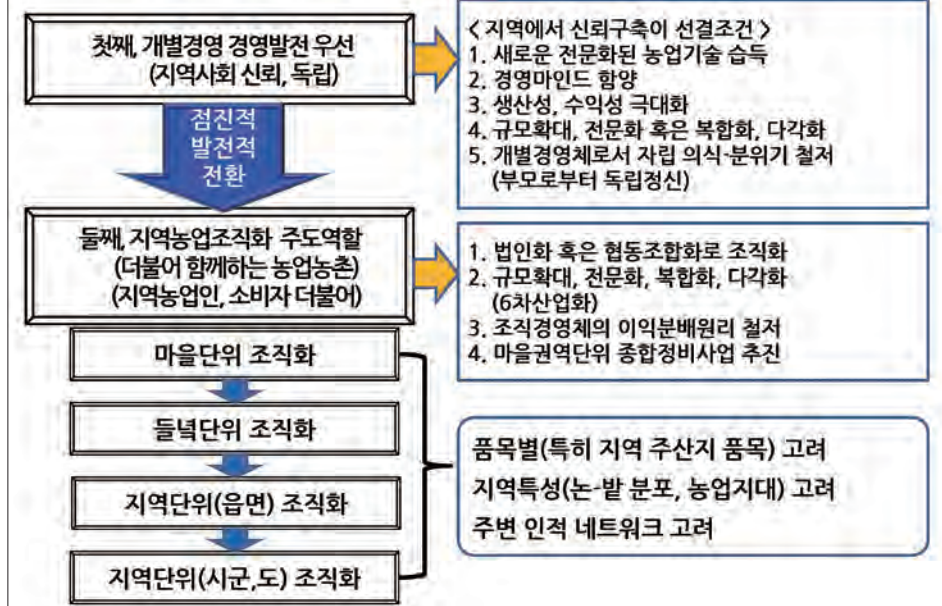 첫째, 개별경영 경영발전 우선
(지역사회 신뢰, 독립)
< 지역에서 신뢰구축이 선결조건 >
1. 새로운 전문화된 농업기술 습득
2. 경영마인드 함양
3. 생산성, 수익성 극대화
4. 규모확대, 전문화 혹은 복합화, 다각화
5. 개별경영체로서 자립 의식·분위기 철저
(부모로부터 독립정신)
점진적
발전적
전환
둘째, 지역농업조직화 주도역할
(더불어 함께하는 농업농촌)
(지역농업인, 소비자 더불어)
1. 법인화 혹은 협동조합화로 조직화
2. 규모확대, 전문화, 복합화, 다각화
(6차산업화)
3. 조직경영체의 이익분배원리 철저
4. 마을권역단위 종합정비사업 추진
마을단위 조직화
들녘단위 조직화
지역단위(읍면) 조직화
지역단위(시군,도) 조직화
품목별(특히 지역 주산지 품목) 고려
지역특성(논·밭 분포, 농업지대) 고려
주변 인적 네트워크 고려